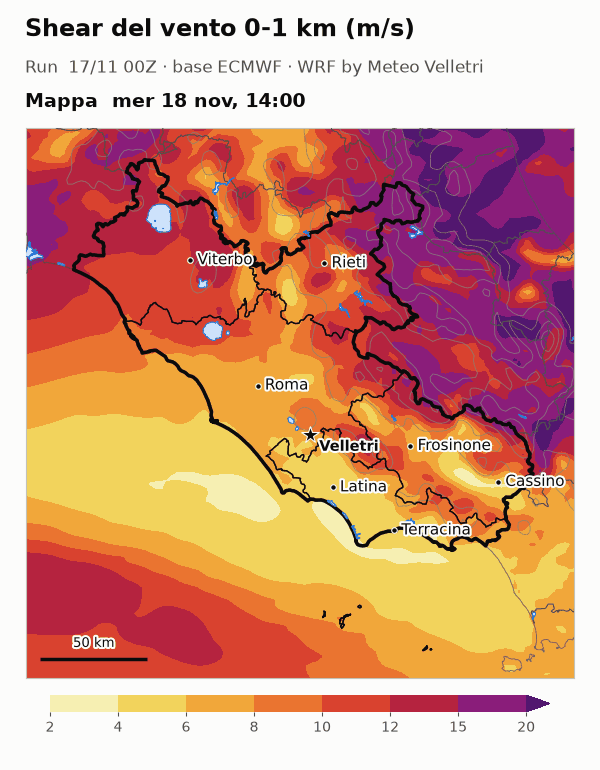 Shear del vento 0-1 km (m/s)
Run  17/11 00Z · base ECMWF · WRF by Meteo Velletri
Mappa  mer 18 nov, 14:00
Viterbo
Rieti
Roma
Velletri
Frosinone
Latina
Cassino
Terracina
50 km
2 4 6 8 10 12 15 20